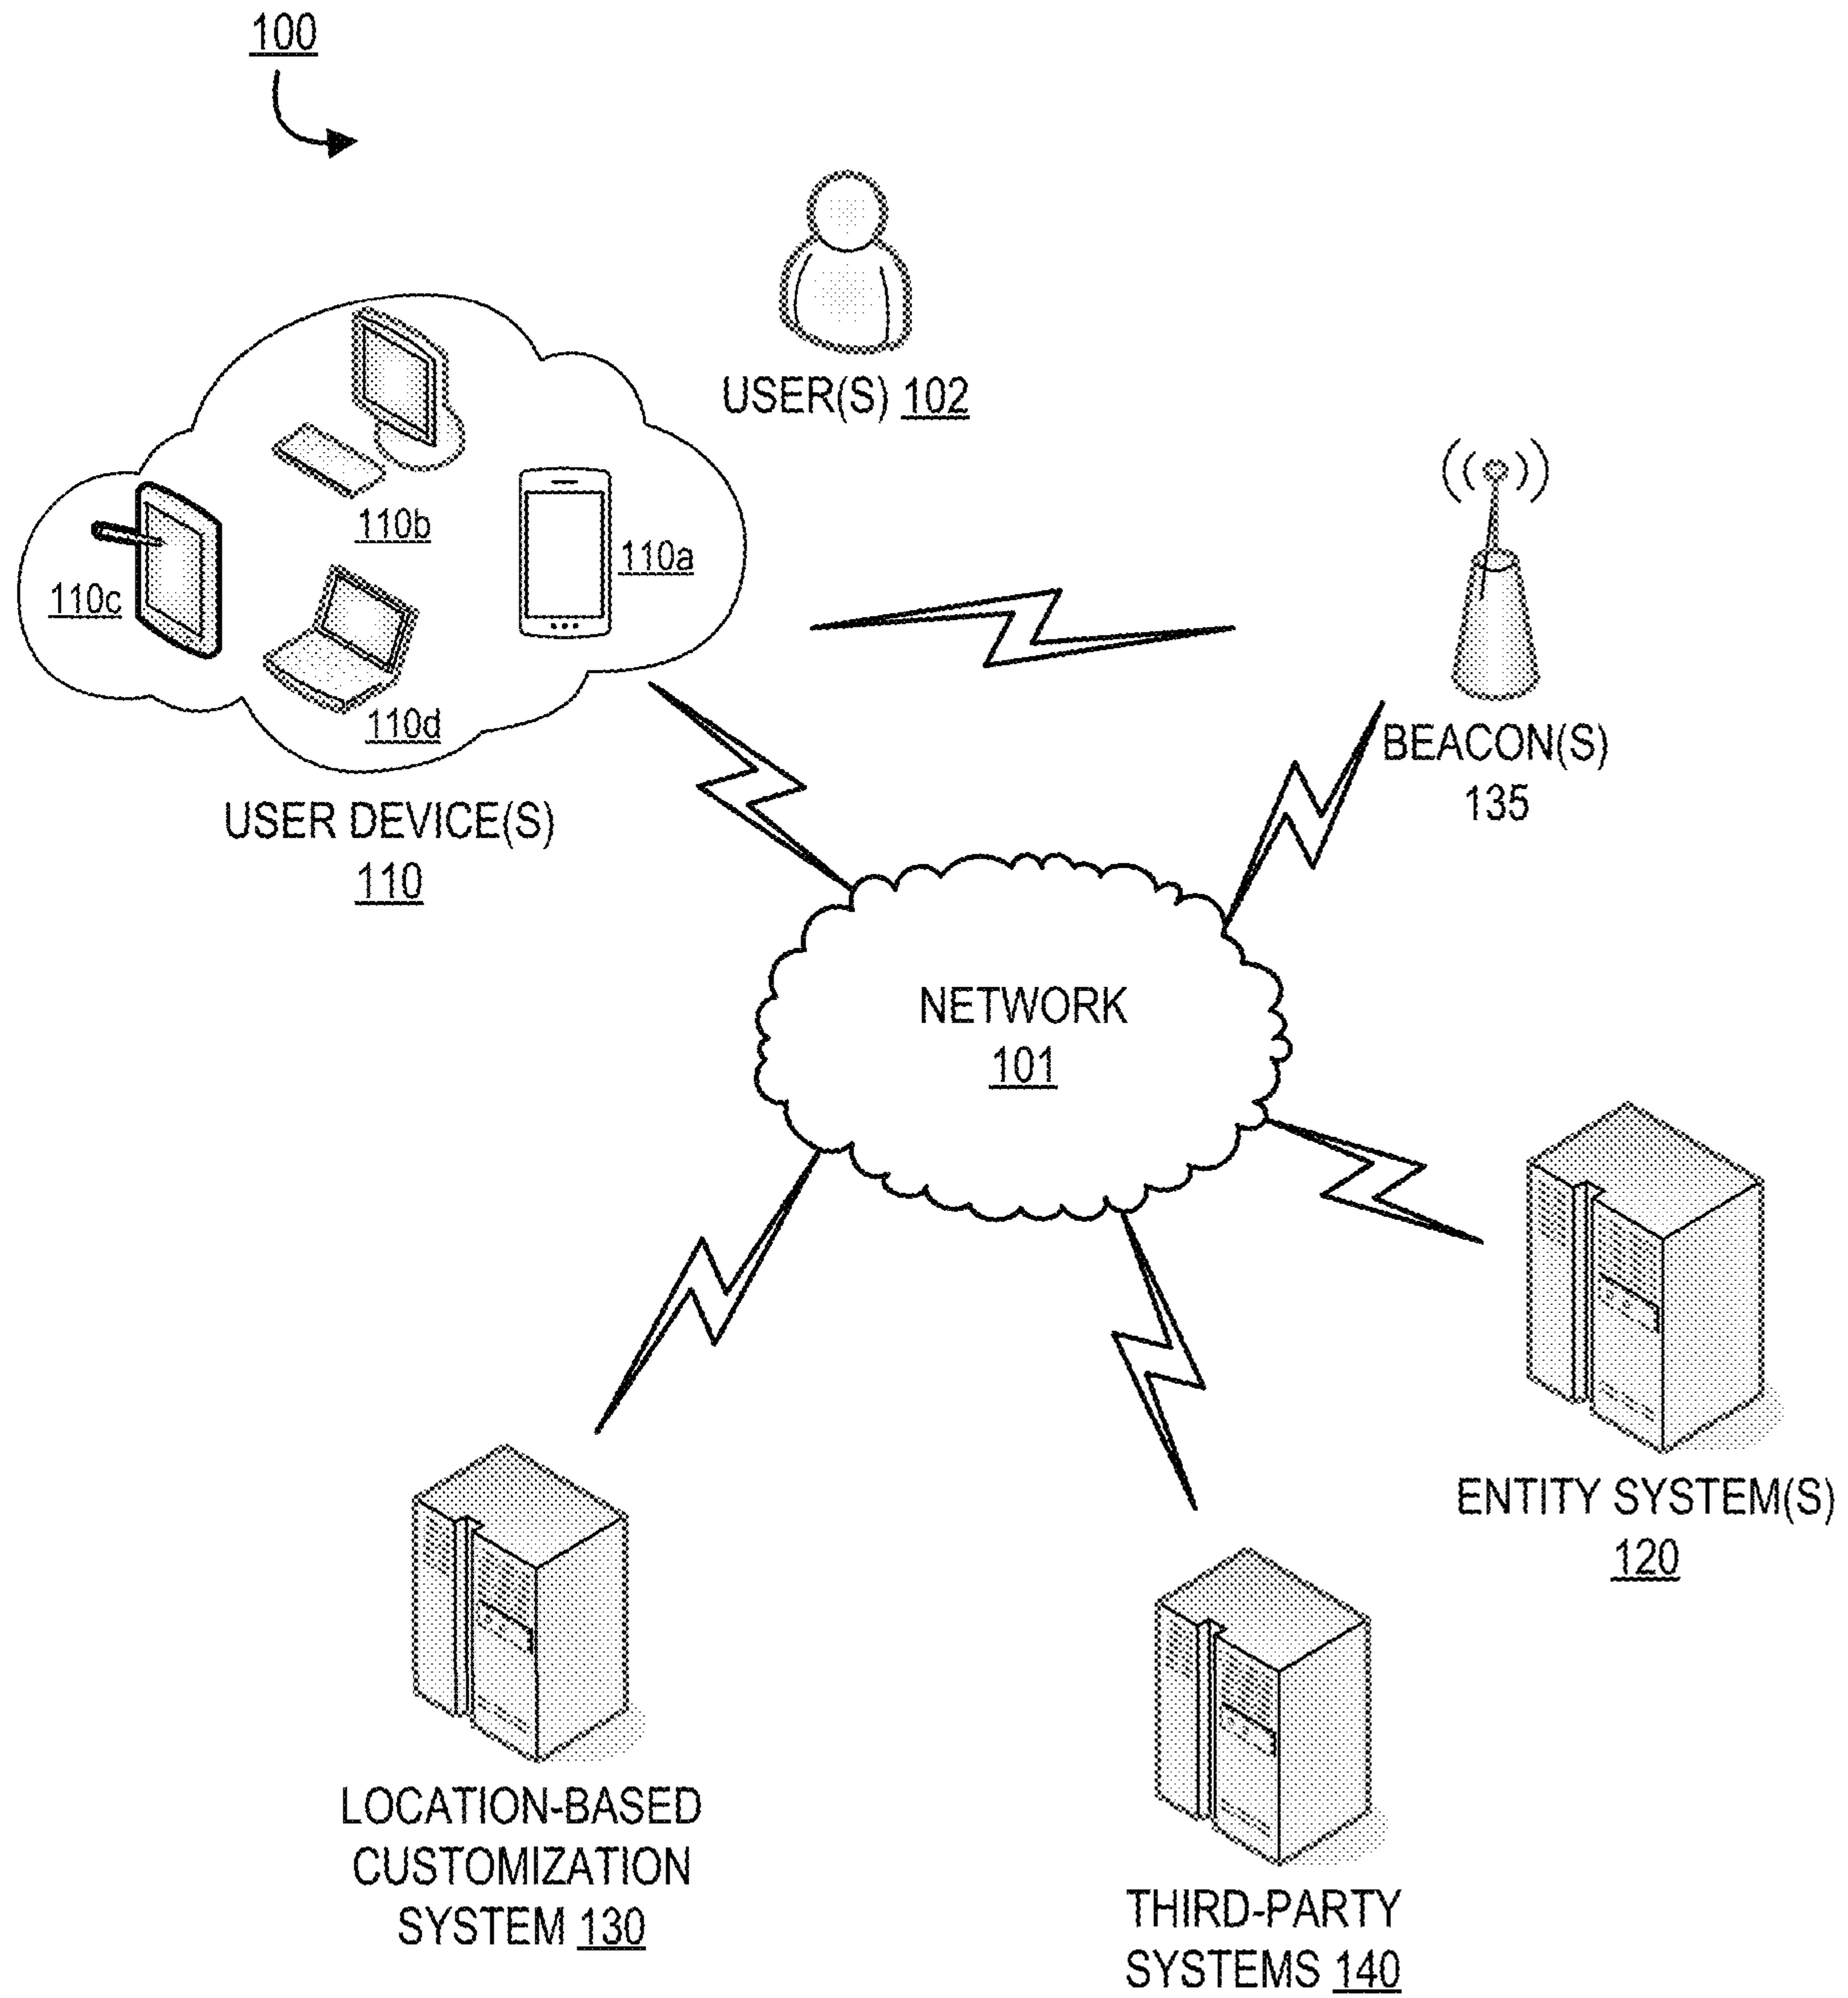 100
USER(S) 102
110b
110a
110c
110d
USER DEVICE(S)
110
BEACON(S)
135
NETWORK
101
ENTITY SYSTEM(S)
120
LOCATION-BASED
CUSTOMIZATION
SYSTEM 130
THIRD-PARTY
SYSTEMS 140